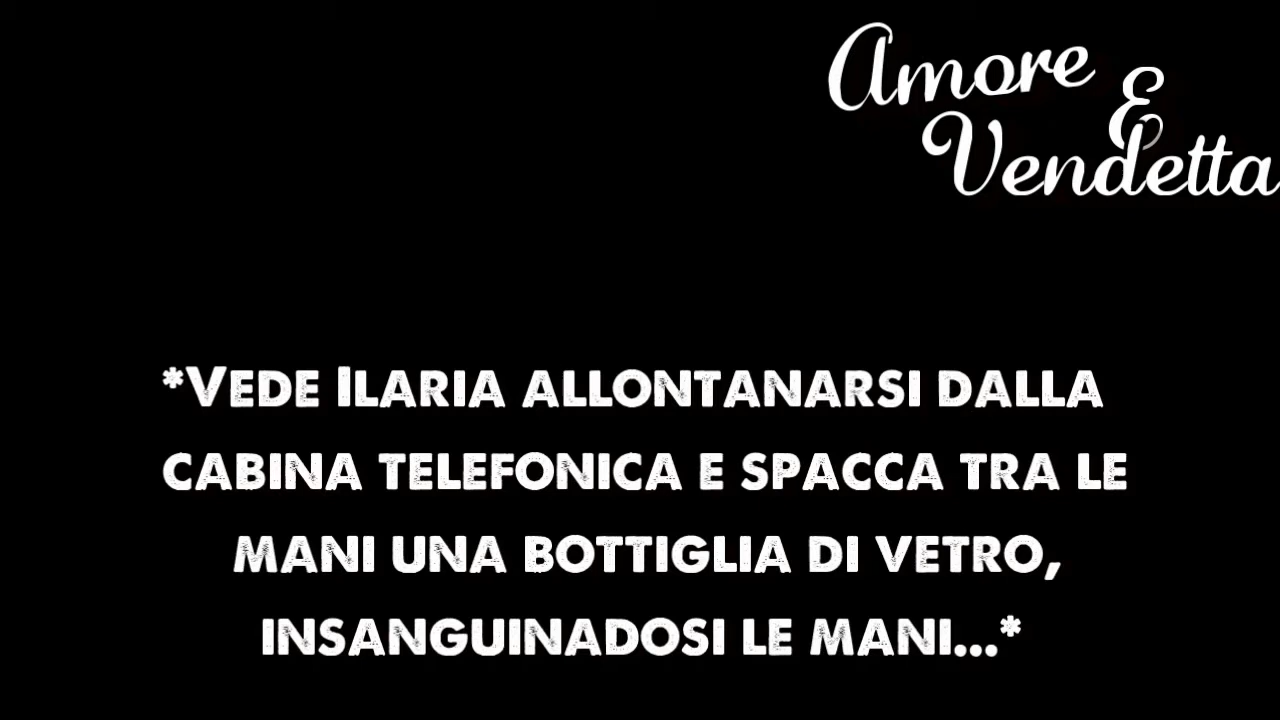 Amore E
Vendetta
*Vede Ilaria allontanarsi dalla
cabina telefonica e spacca tra le
mani una bottiglia di vetro,
insanguinadosi le mani...*